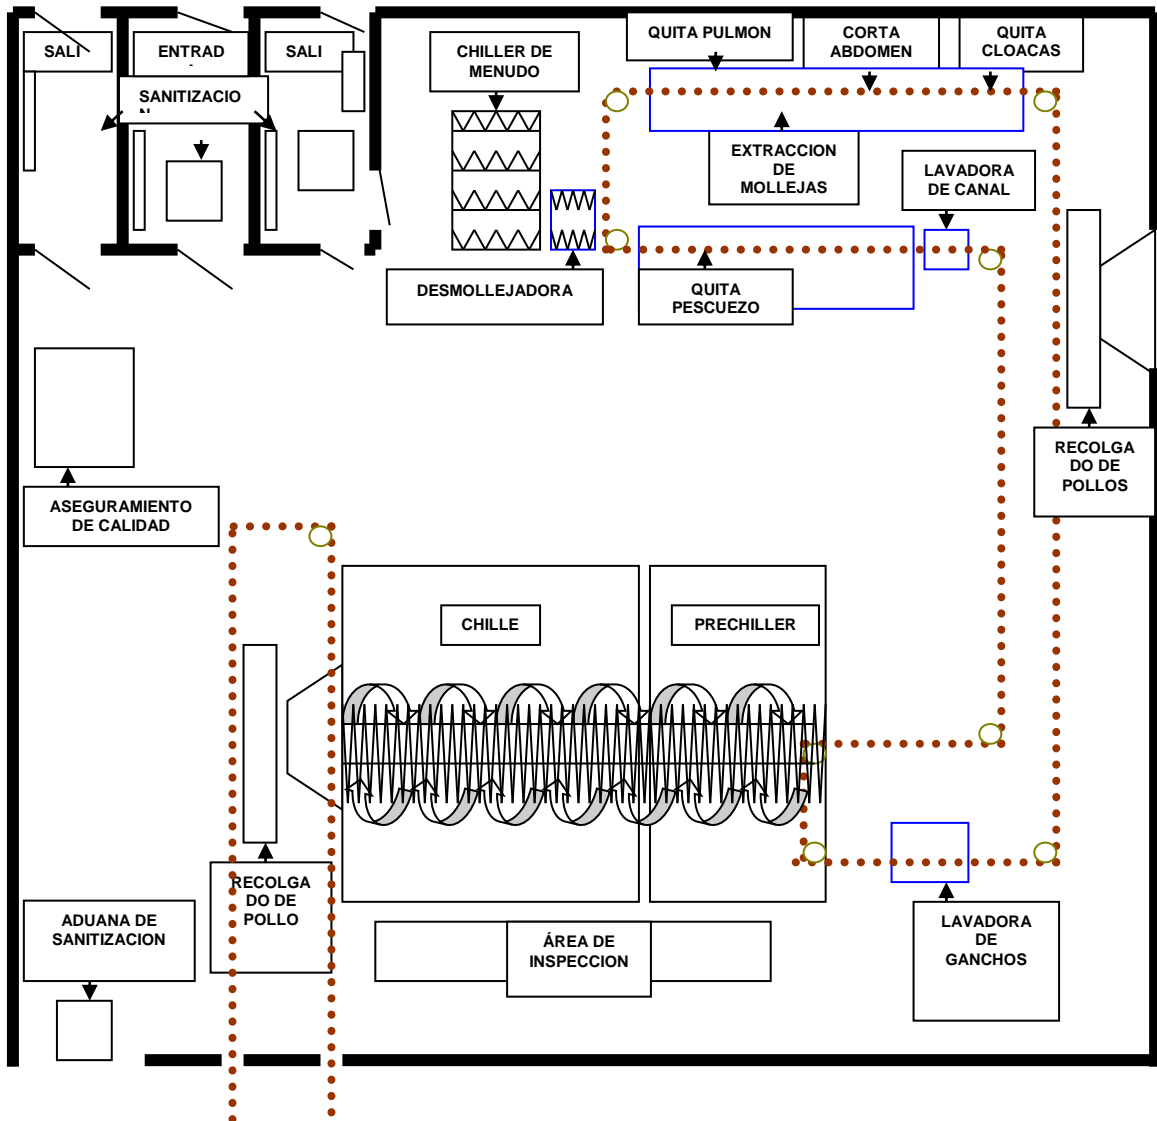 SALI
ENTRAD
SALI
SANITIZACIO
CHILLER DE
MENUDO
QUITA PULMON
CORTA
ABDOMEN
QUITA
CLOACAS
EXTRACCION
DE
MOLLEJAS
LAVADORA
DE CANAL
DESMOLLEJADORA
QUITA
PESCUEZO
RECOLGA
DO DE
POLLOS
ASEGURAMIENTO
DE CALIDAD
CHILLE
PRECHILLER
RECOLGA
DO DE
POLLO
ADUANA DE
SANITIZACION
ÁREA DE
INSPECCION
LAVADORA
DE
GANCHOS